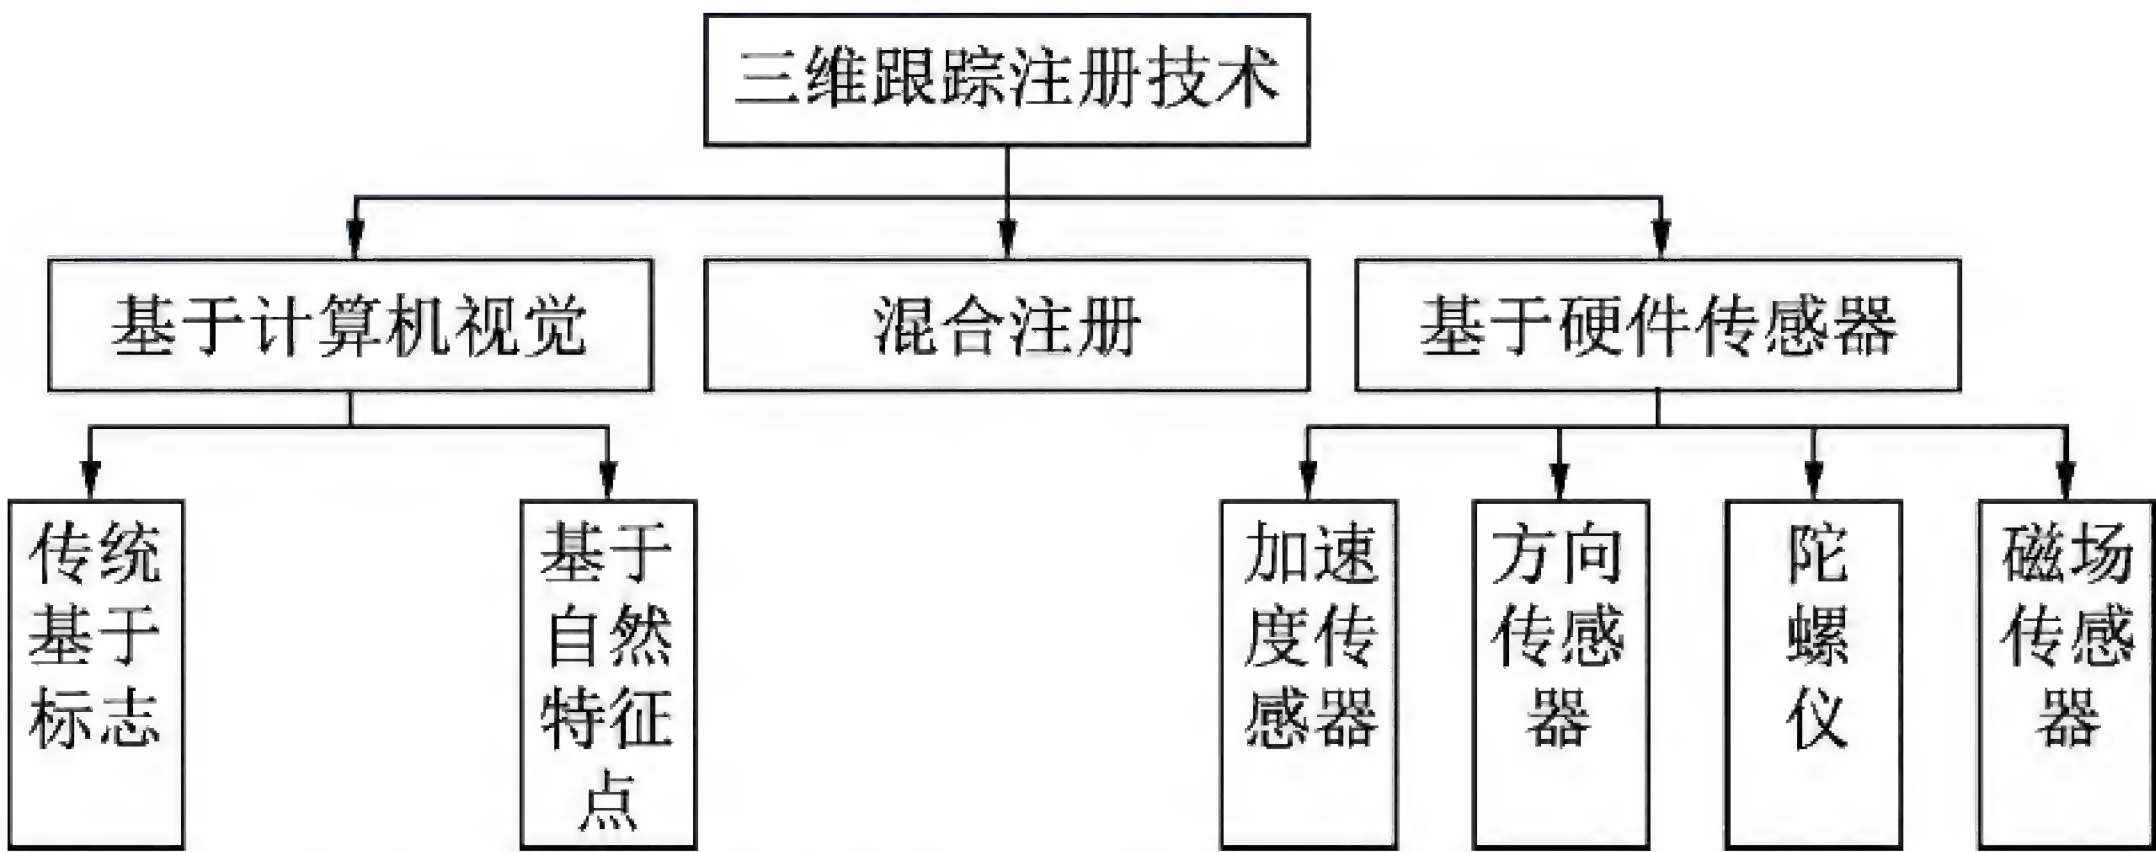 三维跟踪注册技术
基于计算机视觉
混合注册
基于硬件传感器
传统
基于
标志
基于
自然
特征
点
加速
度传
感器
方向
传感
器
陀
螺
仪
磁场
传感
器